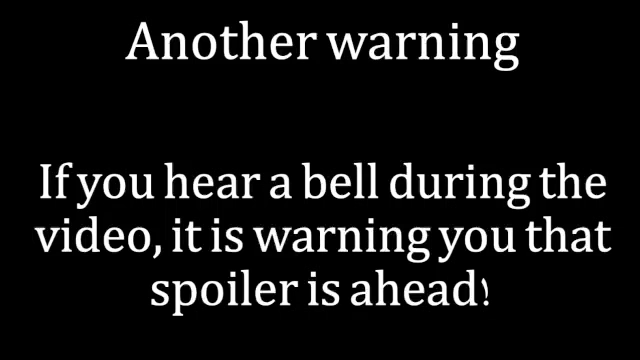 Another warning
If you hear a bell during the
video, it is warning you that
spoiler is ahead!